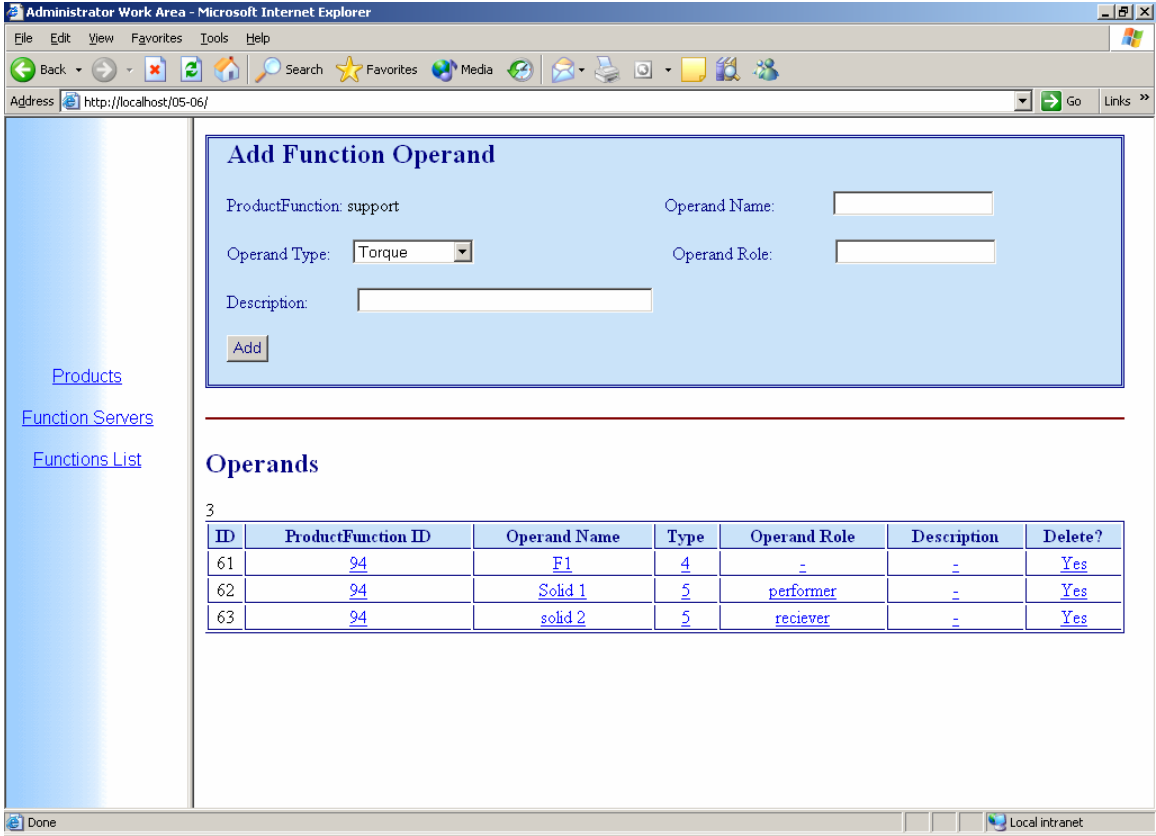 Administrator Work Area - Microsoft Internet Explorer
File Edit View Favorites Tools Help
Back Search Favorites Media
Address http://localhost/05-06/ Go Links »
Add Function Operand
ProductFunction: support Operand Name:
Operand Type: Torque Operand Role:
Description:
Add
Products
Function Servers
Functions List
Operands
3
ID ProductFunction ID Operand Name Type Operand Role Description Delete?
61 94 F1 4 - - Yes
62 94 Solid 1 5 performer - Yes
63 94 solid 2 5 reciever - Yes
Done Local intranet